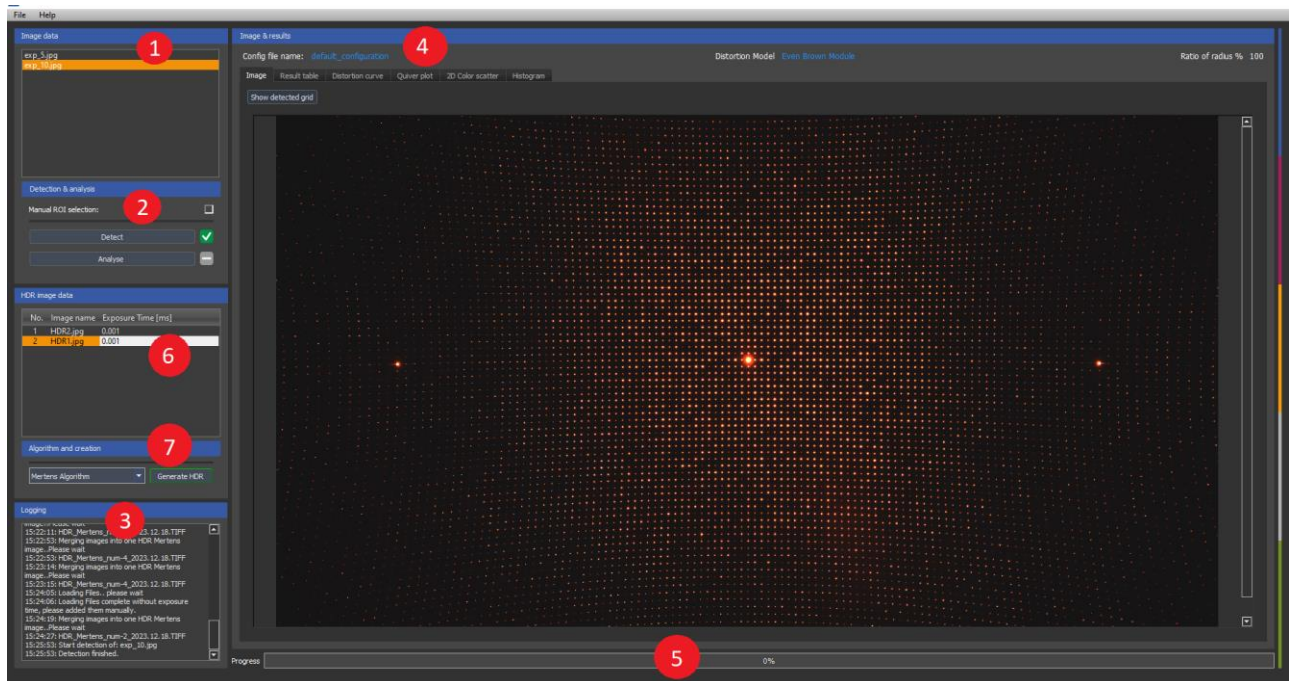 File Help
Image data
1
exp_5.jpg
exp_10.jpg
Detection & analysis
Manual ROI selection:
2
Detect
Analyse
HDR image data
No. Image name Exposure Time [ms]
1 HDR2.jpg 0.001
2 HDR1.jpg 0.001
6
Algorithm and creation
7
Mertens Algorithm
Generate HDR
Logging
3
image...Please wait
15:22:11: HDR_Mertens_nu 23.12.18.TIFF
15:22:53: Merging images into one HDR Mertens
image...Please wait
15:22:53: HDR_Mertens_num-4_2023.12.18.TIFF
15:23:14: Merging images into one HDR Mertens
image...Please wait
15:23:15: HDR_Mertens_num-4_2023.12.18.TIFF
15:24:05: Loading Files.. please wait
15:24:06: Loading Files complete without exposure
time, please added them manually.
15:24:19: Merging images into one HDR Mertens
image...Please wait
15:24:27: HDR_Mertens_num-2_2023.12.18.TIFF
15:25:53: Start detection of: exp_10.jpg
15:25:53: Detection finished.
Image & results
4
Config file name: default_configuration
Distortion Model Even Brown Module
Ratio of radius % 100
Image Result table Distortion curve Quiver plot 2D Color scatter Histogram
Show detected grid
Progress
5
0%